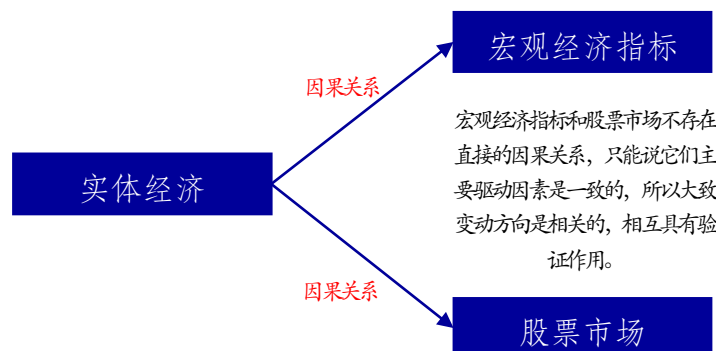 宏观经济指标
因果关系
宏观经济指标和股票市场不存在
直接的因果关系，只能说它们主
要驱动因素是一致的，所以大致
变动方向是相关的，相互具有验
证作用。
实体经济
因果关系
股票市场